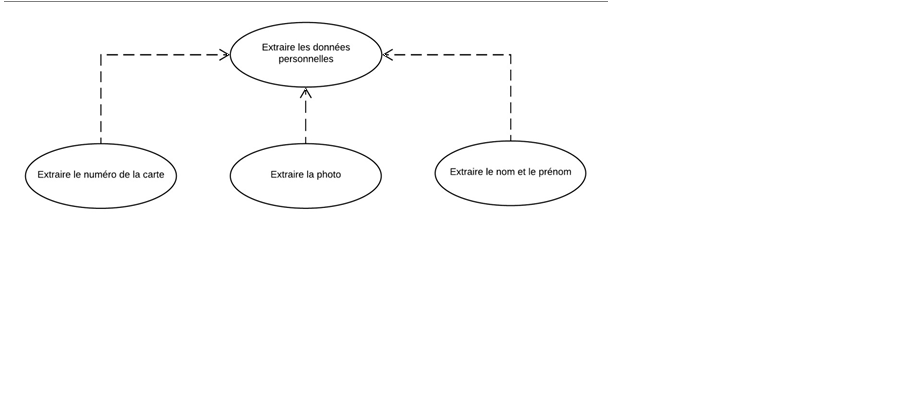 Extraire les données
personnelles
Extraire le numéro de la carte
Extraire la photo
Extraire le nom et le prénom